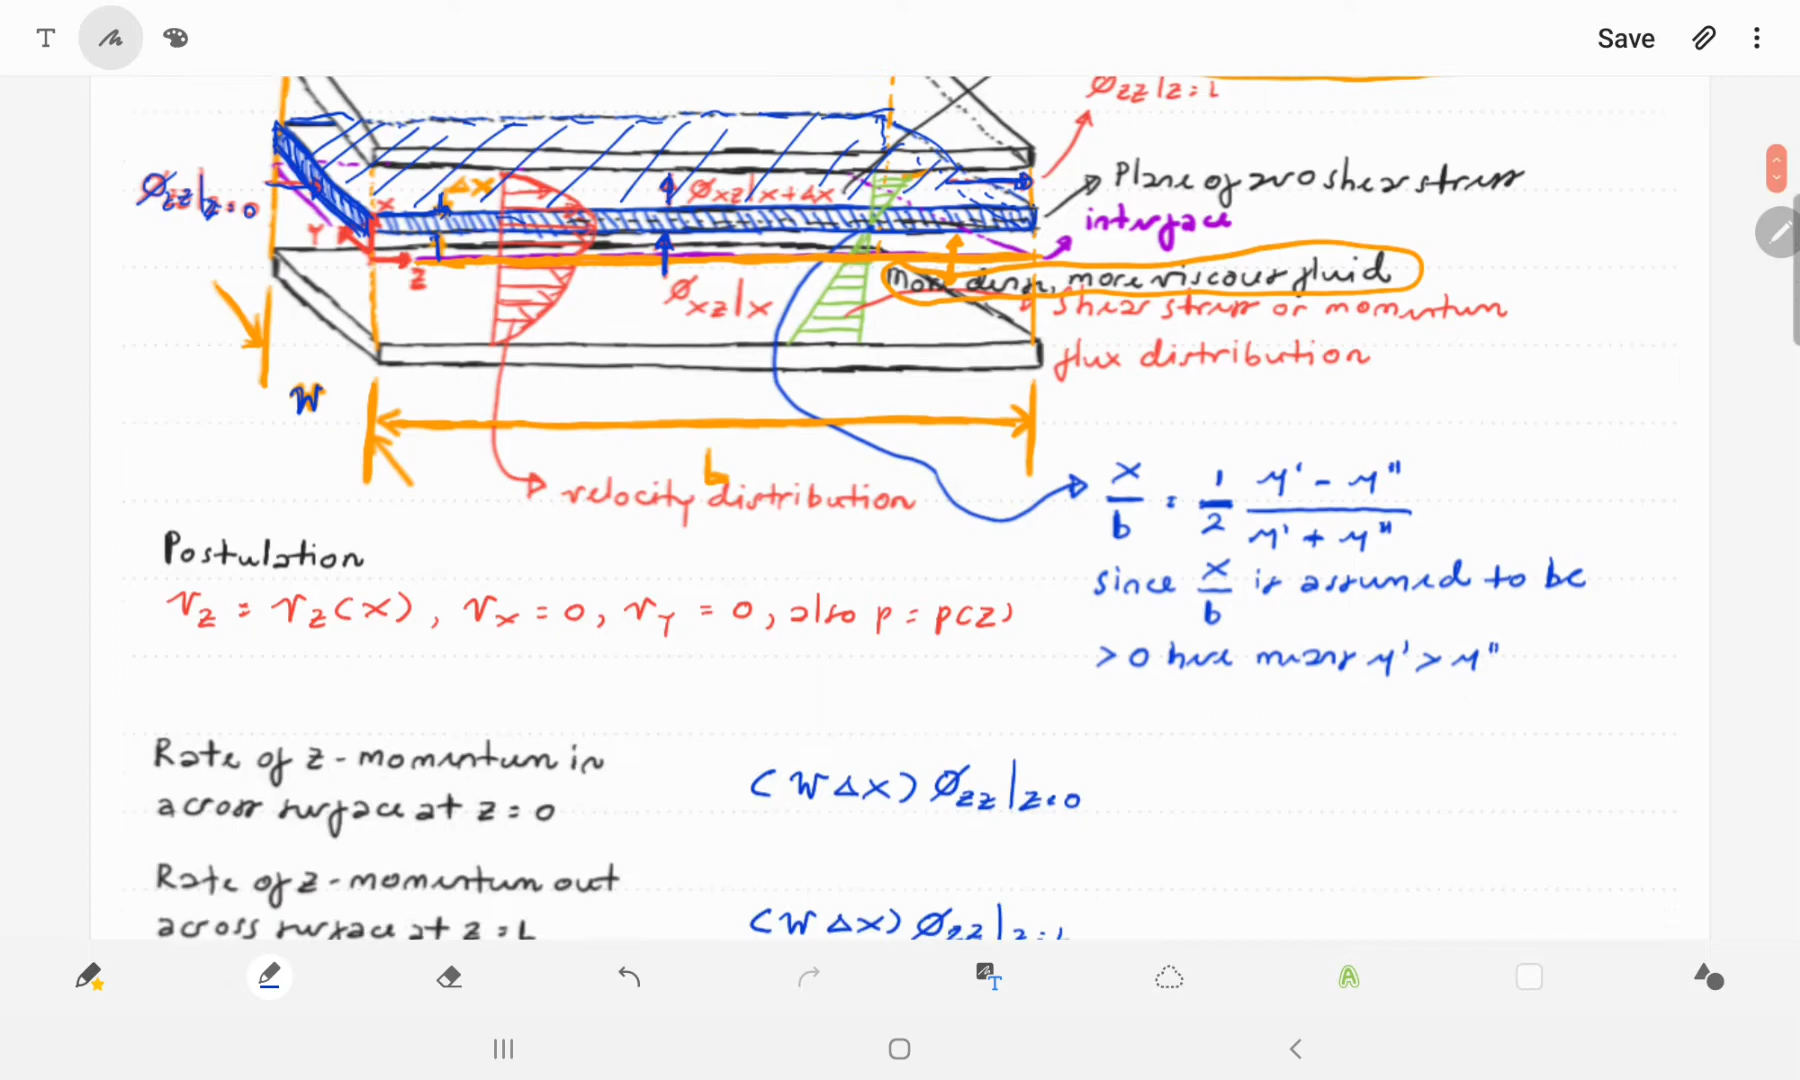 T
Save
ϕzz|z=L
ϕzz|z=0
Δx
ϕxz|x+Δx
Plane of zero shear stress
x
interface
Y
Z
ϕxz|x
More dense, more viscous fluid
shear stress or momentum
flux distribution
W
L
velocity distribution
x/b = 1/2 (μ' - μ")/(μ' + μ")
Postulation
since x/b is assumed to be
vz = vz(x), vx = 0, vy = 0, also p = p(z)
> 0 here means μ' > μ"
Rate of z-momentum in
across surface at z = 0
(WΔx) ϕzz|z=0
Rate of z-momentum out
across surface at z = L
(WΔx) ϕzz|z=L